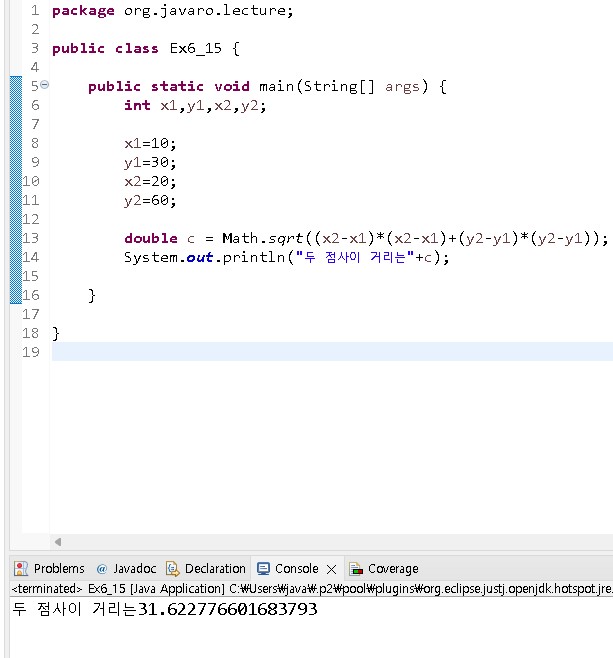 1 package org.javaro.lecture;
2
3 public class Ex6_15 {
4
5 public static void main(String[] args) {
6 int x1,y1,x2,y2;
7
8 x1=10;
9 y1=30;
10 x2=20;
11 y2=60;
12
13 double c = Math.sqrt((x2-x1)*(x2-x1)+(y2-y1)*(y2-y1));
14 System.out.println("두 점사이 거리는"+c);
15
16 }
17
18 }
19
Problems @ Javadoc Declaration Console Coverage
<terminated> Ex6_15 [Java Application] C:₩Users₩java₩.p2₩pool₩plugins₩org.eclipse.justj.openjdk.hotspot.jre.
두 점사이 거리는31.622776601683793